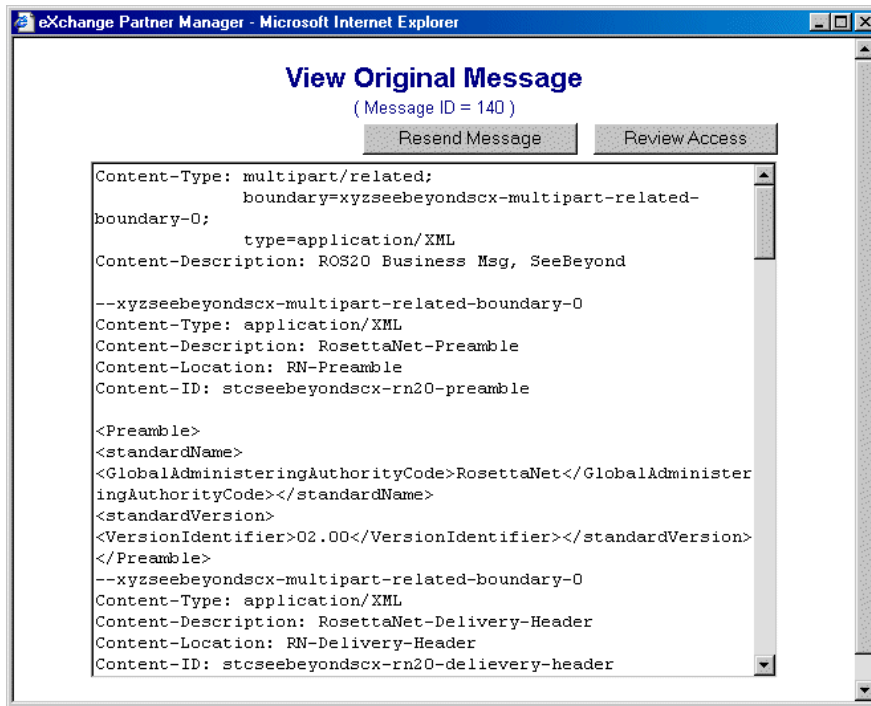 eXchange Partner Manager - Microsoft Internet Explorer
View Original Message
( Message ID = 140 )
Resend Message
Review Access
Content-Type: multipart/related;
boundary=xyzseebeyondscx-multipart-related-
boundary-0;
type=application/XML
Content-Description: ROS20 Business Msg, SeeBeyond
--xyzseebeyondscx-multipart-related-boundary-0
Content-Type: application/XML
Content-Description: RosettaNet-Preamble
Content-Location: RN-Preamble
Content-ID: stcseebeyondscx-rn20-preamble
<Preamble>
<standardName>
<GlobalAdministeringAuthorityCode>RosettaNet</GlobalAdminister
ingAuthorityCode></standardName>
<standardVersion>
<VersionIdentifier>02.00</VersionIdentifier></standardVersion>
</Preamble>
--xyzseebeyondscx-multipart-related-boundary-0
Content-Type: application/XML
Content-Description: RosettaNet-Delivery-Header
Content-Location: RN-Delivery-Header
Content-ID: stcseebeyondscx-rn20-delievery-header